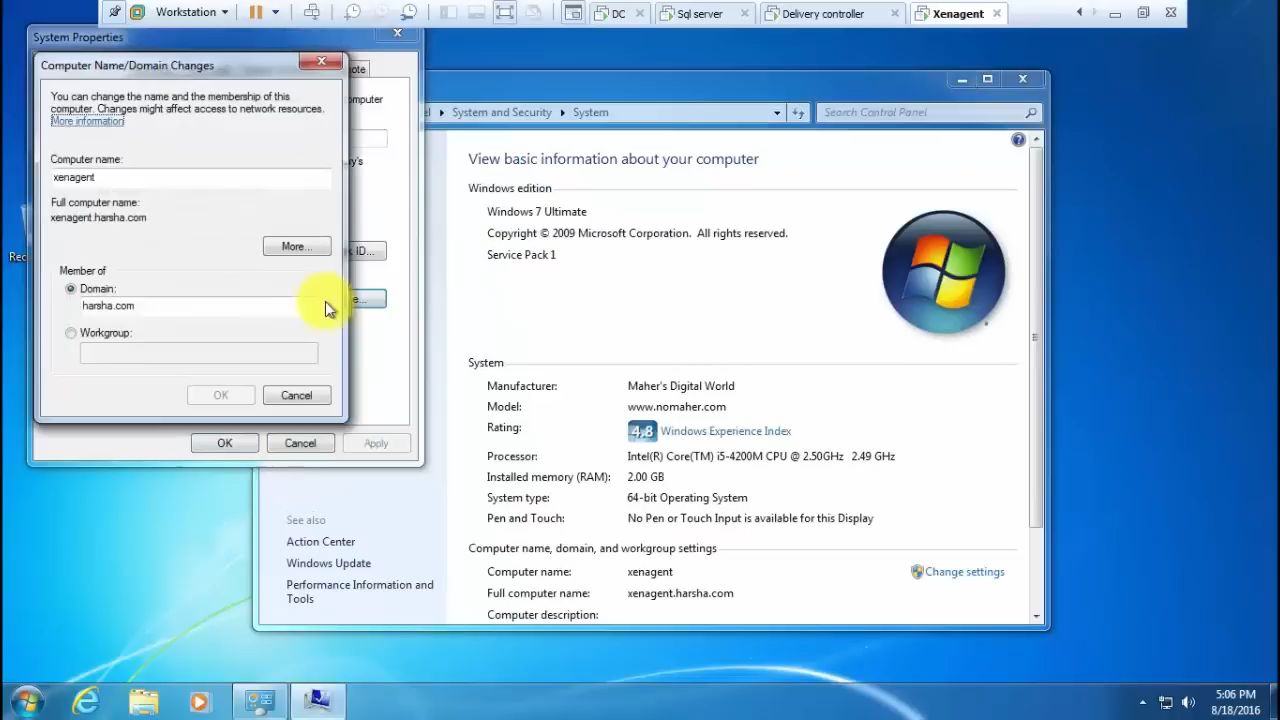 Workstation
DC
Sql server
Delivery controller
Xenagent
System Properties
Computer Name/Domain Changes
You can change the name and the membership of this
computer. Changes might affect access to network resources.
More information
Computer name:
xenagent
Full computer name:
xenagent.harsha.com
More...
Member of
Domain:
harsha.com
Workgroup:
OK
Cancel
OK
Cancel
Apply
ote
mputer
y's
ID...
e...
System and Security
System
Search Control Panel
View basic information about your computer
Windows edition
Windows 7 Ultimate
Copyright © 2009 Microsoft Corporation. All rights reserved.
Service Pack 1
System
Manufacturer: Maher's Digital World
Model: www.nomaher.com
Rating: 4,8 Windows Experience Index
Processor: Intel(R) Core(TM) i5-4200M CPU @ 2.50GHz 2.49 GHz
Installed memory (RAM): 2.00 GB
System type: 64-bit Operating System
Pen and Touch: No Pen or Touch Input is available for this Display
Computer name, domain, and workgroup settings
Computer name: xenagent
Change settings
Full computer name: xenagent.harsha.com
Computer description:
See also
Action Center
Windows Update
Performance Information and
Tools
Rec
5:06 PM
8/18/2016